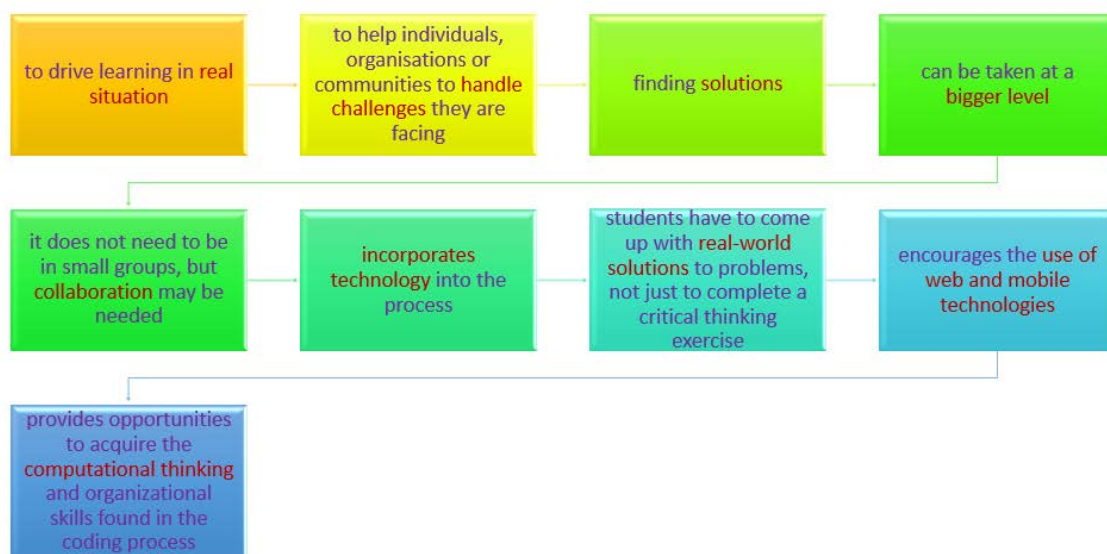 to drive learning in real
situation
to help individuals,
organisations or
communities to handle
challenges they are
facing
finding solutions
can be taken at a
bigger level
it does not need to be
in small groups, but
collaboration may be
needed
incorporates
technology into the
process
students have to come
up with real-world
solutions to problems,
not just to complete a
critical thinking
exercise
encourages the use of
web and mobile
technologies
provides opportunities
to acquire the
computational thinking
and organizational
skills found in the
coding process